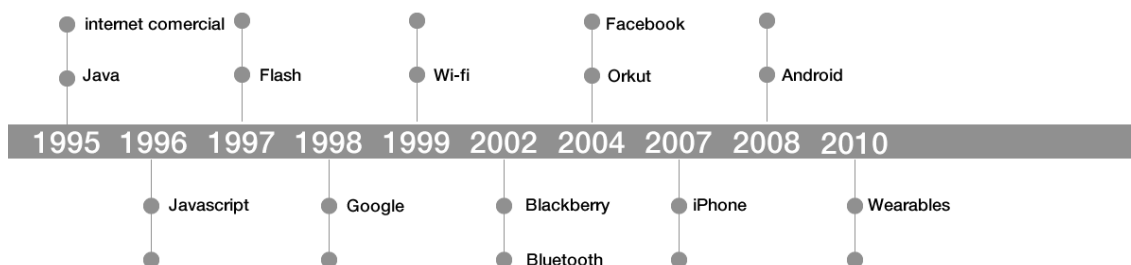 internet comercial
Facebook
Java
Flash
Wi-fi
Orkut
Android
1995 1996 1997 1998 1999 2002 2004 2007 2008 2010
Javascript
Google
Blackberry
iPhone
Wearables
Bluetooth